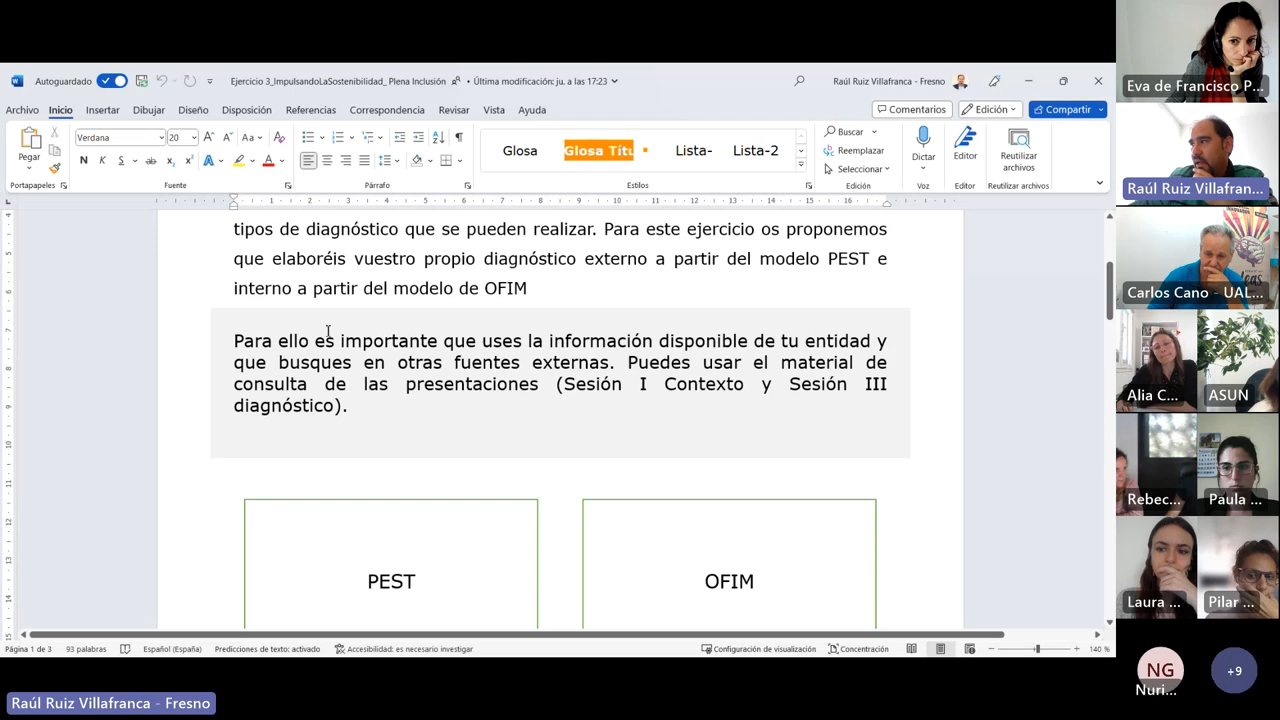 Autoguardado
Ejercicio 3_ImpulsandoLaSostenibilidad_ Plena Inclusión
• Última modificación: ju. a las 17:23
Raúl Ruiz Villafranca - Fresno
Archivo Inicio Insertar Dibujar Diseño Disposición Referencias Correspondencia Revisar Vista Ayuda
Comentarios Edición Compartir
Pegar
Portapapeles
Verdana 20
Fuente
Párrafo
Glosa Glosa Títu Lista- Lista-2
Estilos
Buscar
Reemplazar
Seleccionar
Edición
Dictar
Voz
Editor
Editor
Reutilizar archivos
Reutilizar archivos
tipos de diagnóstico que se pueden realizar. Para este ejercicio os proponemos
que elaboréis vuestro propio diagnóstico externo a partir del modelo PEST e
interno a partir del modelo de OFIM
Para ello es importante que uses la información disponible de tu entidad y
que busques en otras fuentes externas. Puedes usar el material de
consulta de las presentaciones (Sesión I Contexto y Sesión III
diagnóstico).
PEST
OFIM
Página 1 de 3 93 palabras Español (España) Predicciones de texto: activado Accesibilidad: es necesario investigar Configuración de visualización Concentración 140 %
Raúl Ruiz Villafranca - Fresno
Eva de Francisco P...
Raúl Ruiz Villafran...
Carlos Cano - UAL...
Alia C... ASUN
Rebec... Paula ...
Laura ... Pilar ...
NG
Nuri...
+9